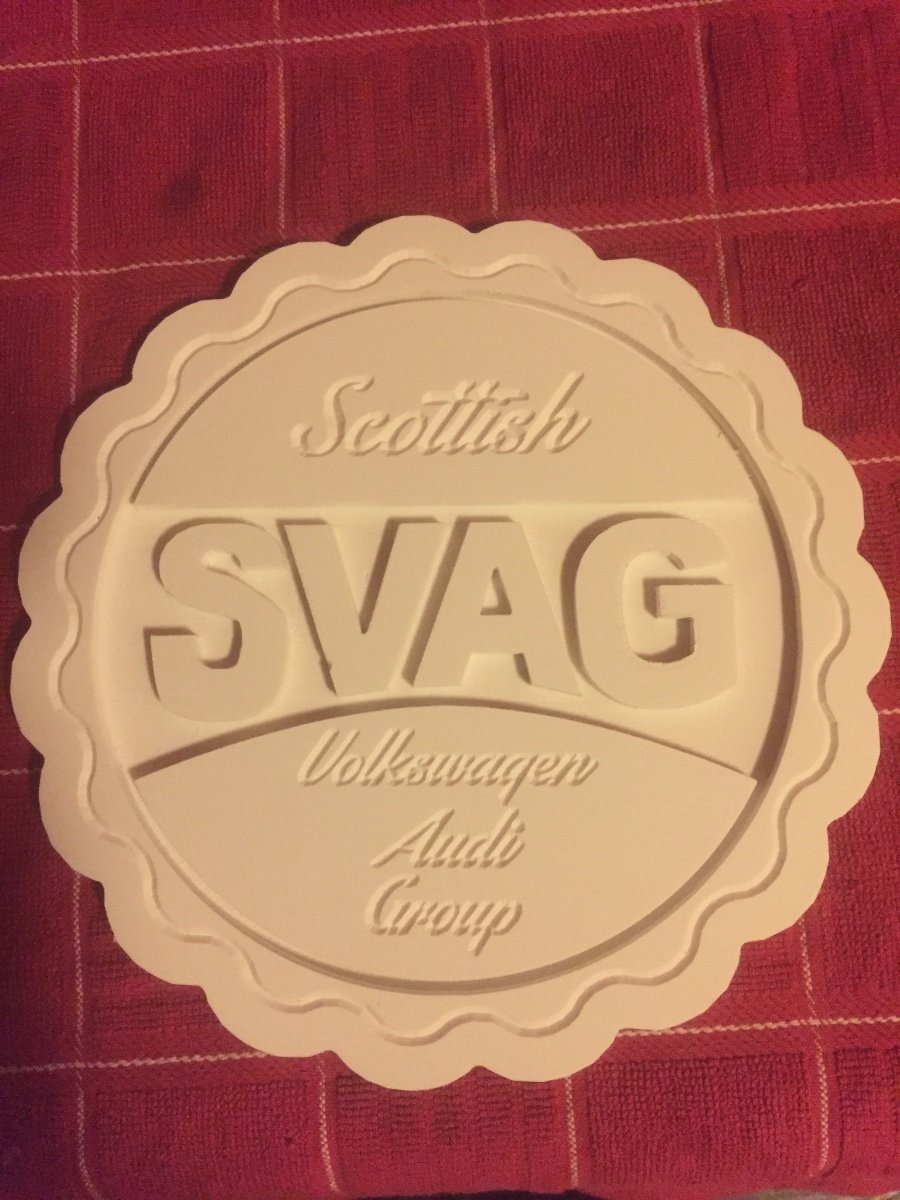 Scottish
SVAG
Volkswagen
Audi
Group